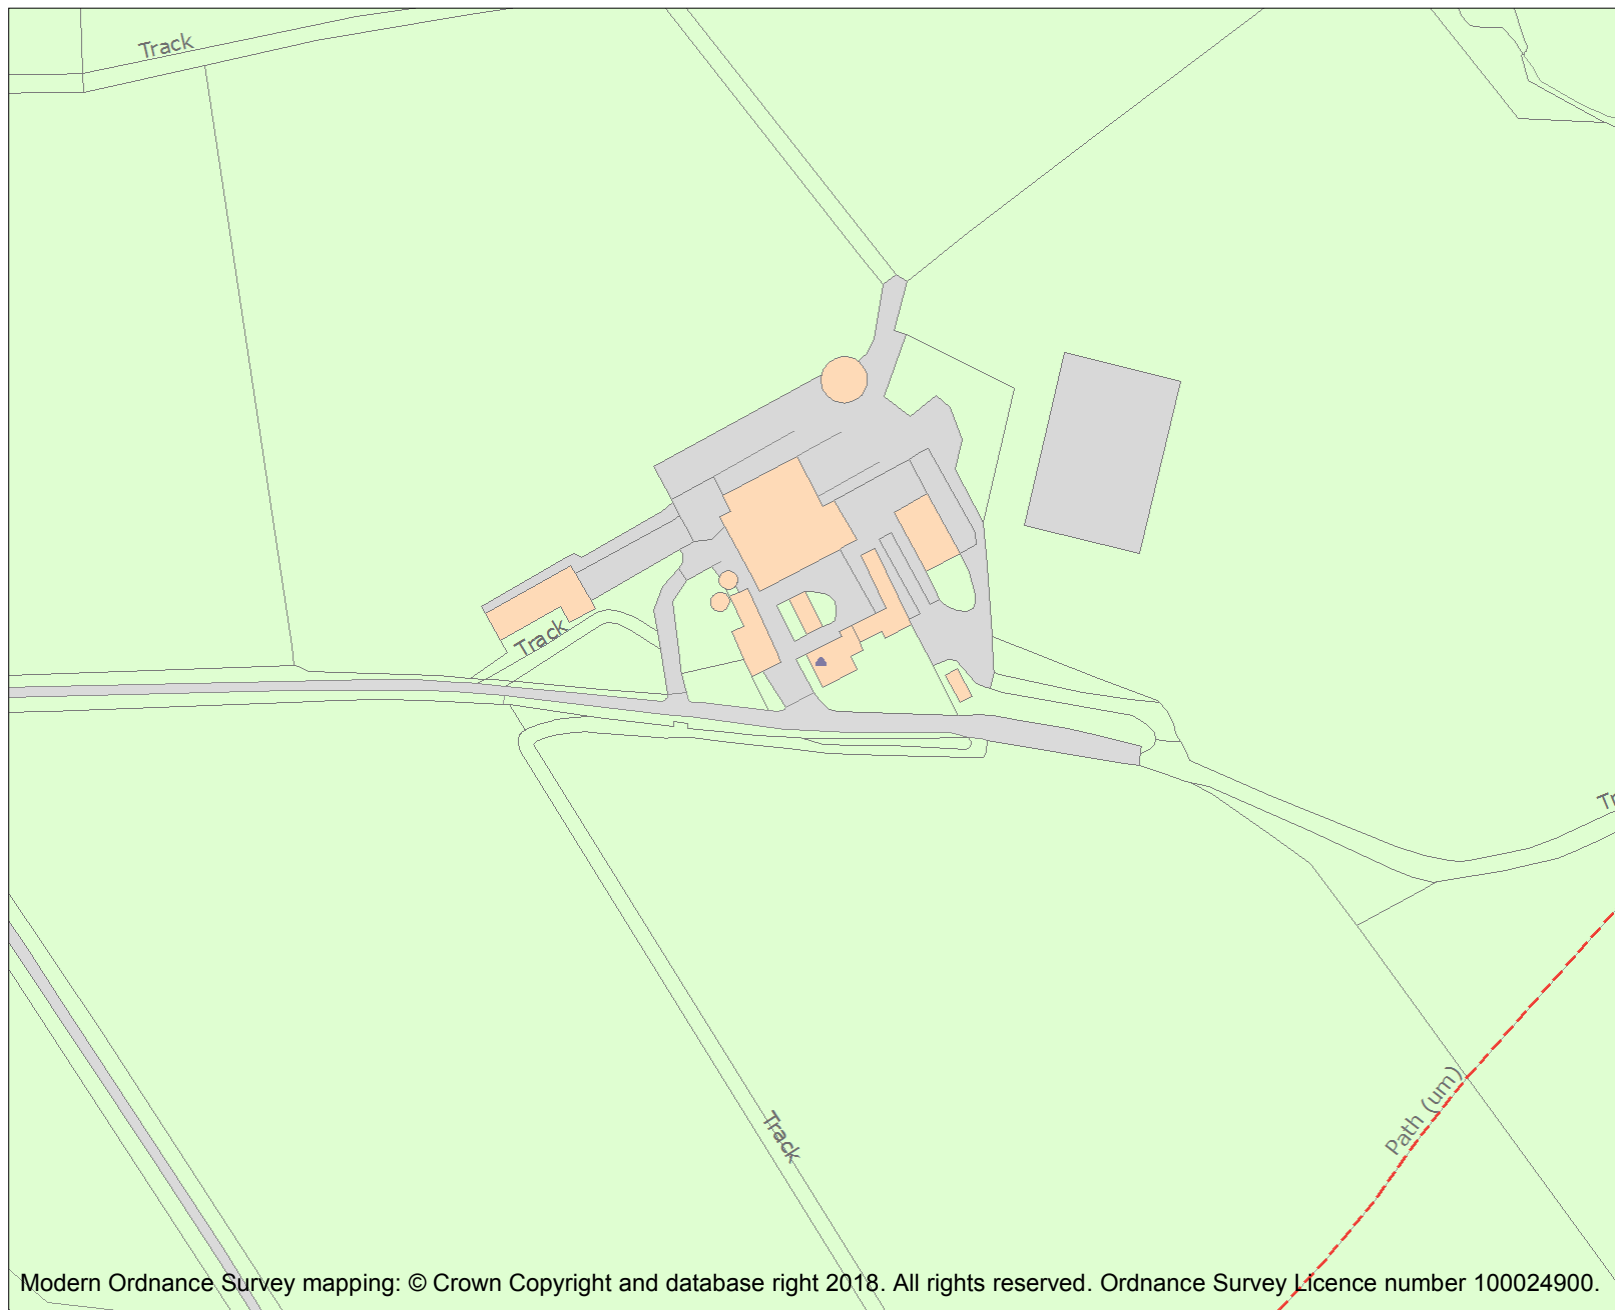 Track
Track
Tr
Path (um)
Track
Modern Ordnance Survey mapping: © Crown Copyright and database right 2018. All rights reserved. Ordnance Survey Licence number 100024900.